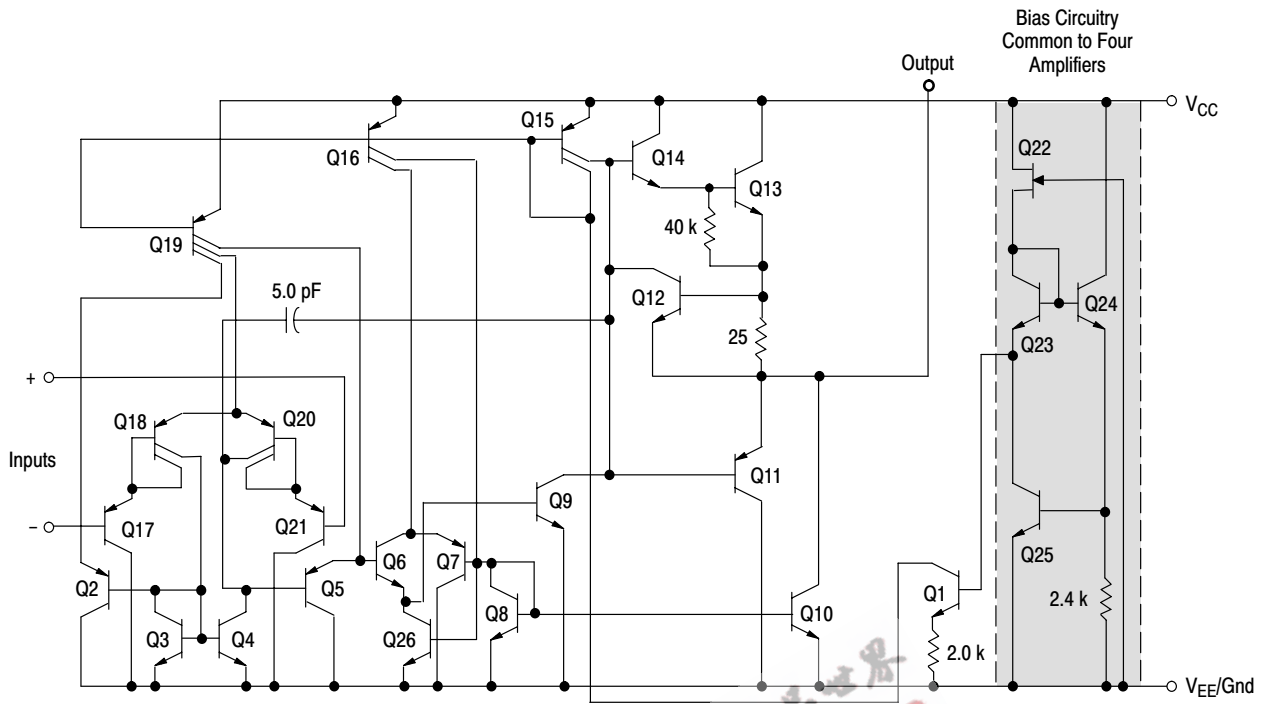 Bias Circuitry
Common to Four
Amplifiers
Output
VCC
Q15
Q22
Q16
Q14
Q13
40 k
Q19
Q12
Q24
5.0 pF
25
Q23
+
Q18
Q20
Inputs
Q9
Q11
−
Q17
Q21
Q25
Q6
Q7
Q2
Q5
Q1
Q8
Q10
2.4 k
Q3
Q4
Q26
2.0 k
VEE/Gnd